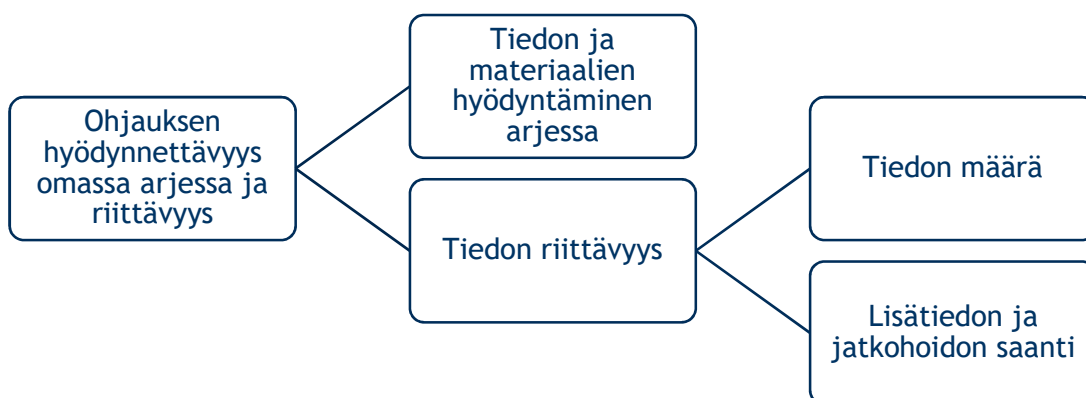 Ohjauksen
hyödynnettävyys
omassa arjessa ja
riittävyys
Tiedon ja
materiaalien
hyödyntäminen
arjessa
Tiedon riittävyys
Tiedon määrä
Lisätiedon ja
jatkohoidon saanti